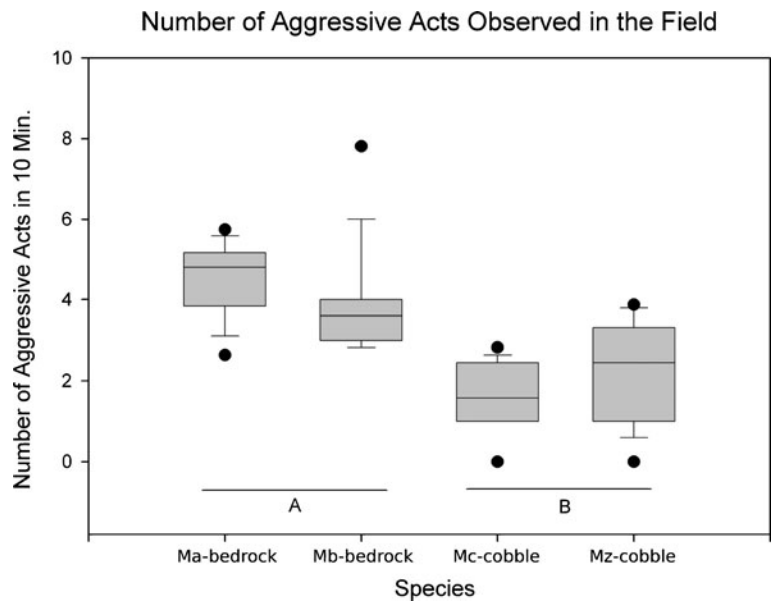 Number of Aggressive Acts Observed in the Field
Number of Aggressive Acts in 10 Min.
10
8
6
4
2
0
A
B
Ma-bedrock
Mb-bedrock
Mc-cobble
Mz-cobble
Species